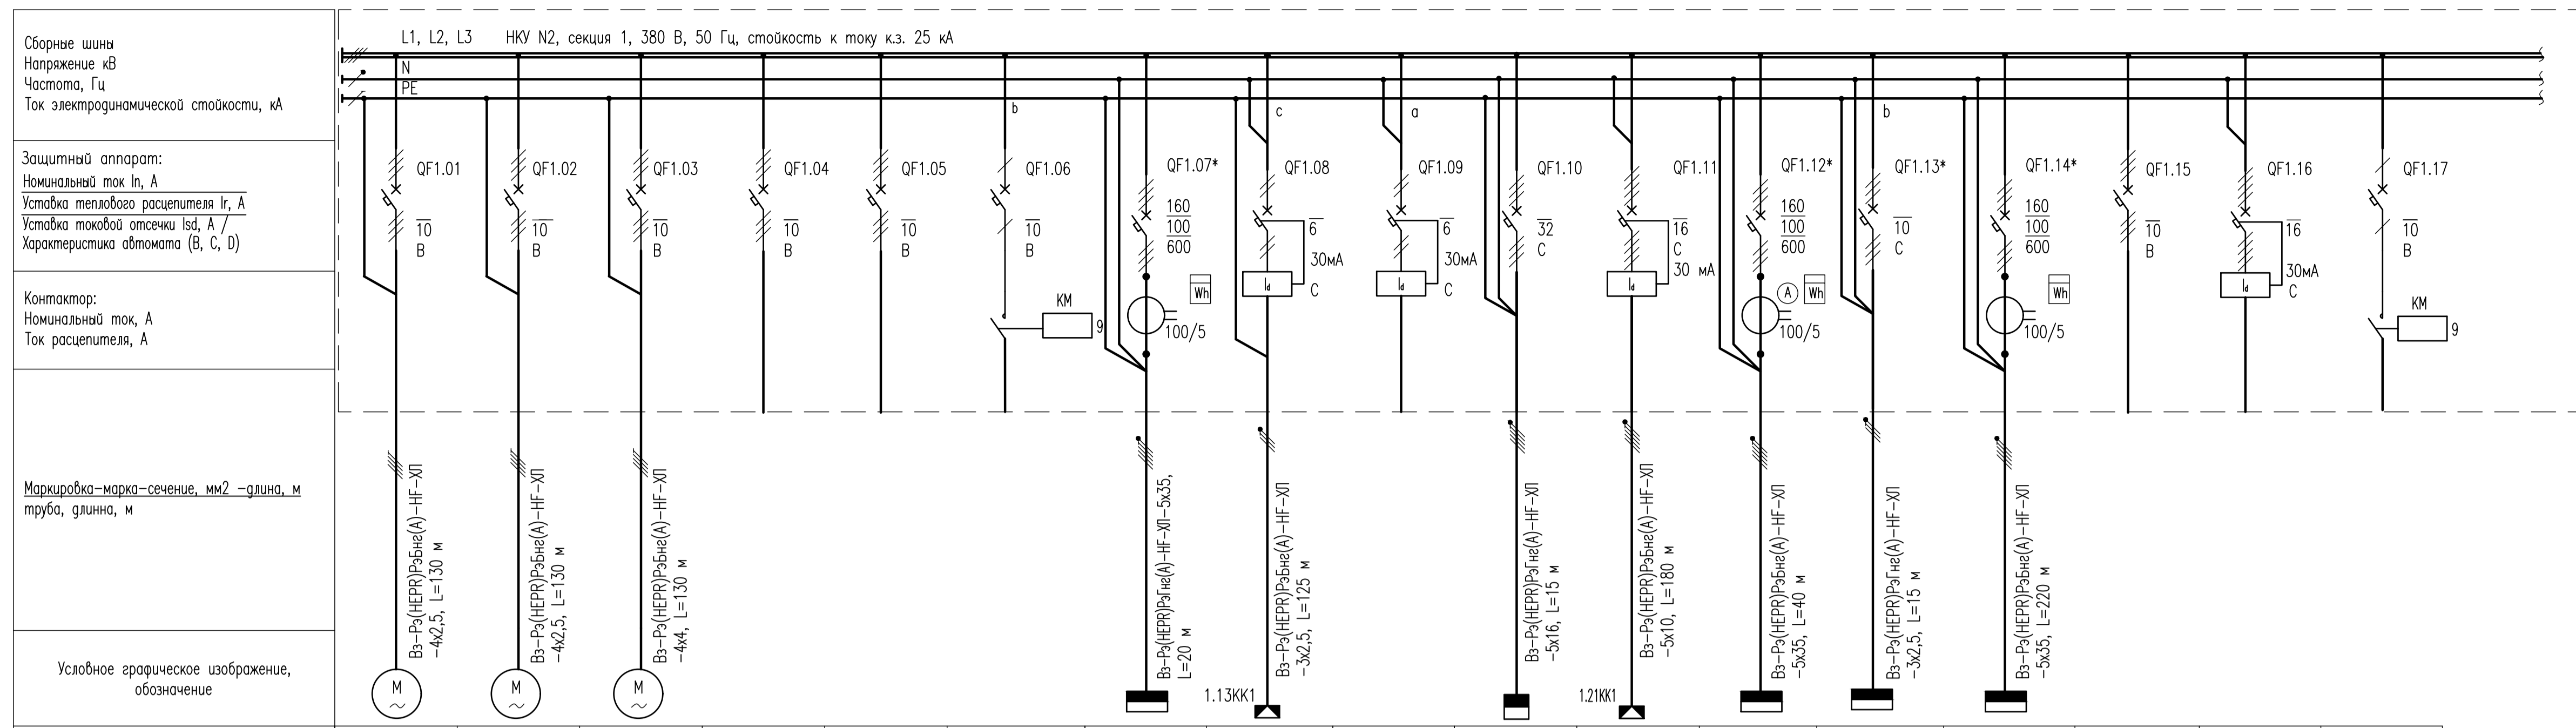 Сборные шины
Напряжение кВ
Частота, Гц
Ток электродинамической стойкости, кА
L1, L2, L3 НКУ N2, секция 1, 380 В, 50 Гц, стойкость к току к.з. 25 кА
N
PE
b
c
a
b
Защитный аппарат:
Номинальный ток In, А
Уставка теплового расцепителя Ir, А
Уставка токовой отсечки Isd, А /
Характеристика автомата (В, С, D)
QF1.01
10
B
QF1.02
10
B
QF1.03
10
B
QF1.04
10
B
QF1.05
10
B
QF1.06
10
B
QF1.07*
160
100
600
QF1.08
6
30мА
C
Id
QF1.09
6
30мА
C
Id
QF1.10
32
C
QF1.11
16
C
30 мА
Id
QF1.12*
160
100
600
QF1.13*
10
C
QF1.14*
160
100
600
QF1.15
10
B
QF1.16
16
30мА
C
Id
QF1.17
10
B
Контактор:
Номинальный ток, А
Ток расцепителя, А
КМ
9
Wh
100/5
A
Wh
100/5
Wh
100/5
КМ
9
Маркировка-марка-сечение, мм2 -длина, м
труба, длинна, м
Вз-Рэ(HEPR)РэБнг(А)-HF-ХЛ
-4х2,5, L=130 м
Вз-Рэ(HEPR)РэБнг(А)-HF-ХЛ
-4х2,5, L=130 м
Вз-Рэ(HEPR)РэБнг(А)-HF-ХЛ
-4х4, L=130 м
Вз-Рэ(HEPR)РэГнг(А)-HF-ХЛ-5х35,
L=20 м
Вз-Рэ(HEPR)РэБнг(А)-HF-ХЛ
-3х2,5, L=125 м
Вз-Рэ(HEPR)РэГнг(А)-HF-ХЛ
-5х16, L=15 м
Вз-Рэ(HEPR)РэБнг(А)-HF-ХЛ
-5х10, L=180 м
Вз-Рэ(HEPR)РэБнг(А)-HF-ХЛ
-5х35, L=40 м
Вз-Рэ(HEPR)РэГнг(А)-HF-ХЛ
-3х2,5, L=15 м
Вз-Рэ(HEPR)РэБнг(А)-HF-ХЛ
-5х35, L=220 м
Условное графическое изображение,
обозначение
М
М
М
1.13КК1
1.21КК1